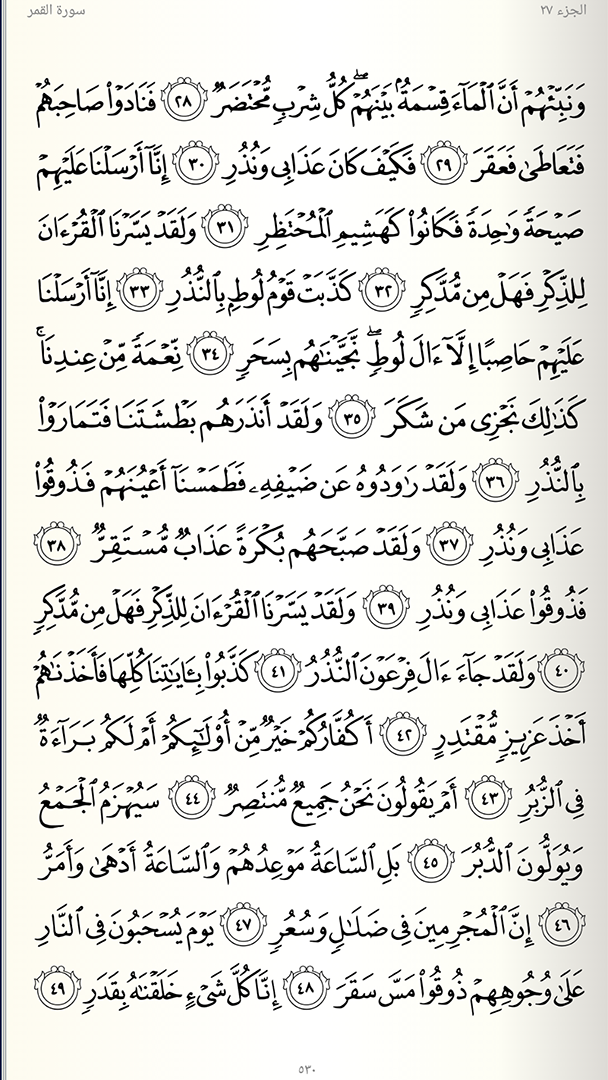 الجزء ٢٧
سورة القمر
وَنَبِّئْهُمْ أَنَّ ٱلْمَآءَ قِسْمَةٌۢ بَيْنَهُمْ ۖ كُلُّ شِرْبٍ مُّحْتَضَرٌ ٢٨ فَنَادَوْا۟ صَاحِبَهُمْ
فَتَعَاطَىٰ فَعَقَرَ ٢٩ فَكَيْفَ كَانَ عَذَابِى وَنُذُرِ ٣٠ إِنَّآ أَرْسَلْنَا عَلَيْهِمْ
صَيْحَةً وَٰحِدَةً فَكَانُوا۟ كَهَشِيمِ ٱلْمُحْتَظِرِ ٣١ وَلَقَدْ يَسَّرْنَا ٱلْقُرْءَانَ
لِلذِّكْرِ فَهَلْ مِن مُّدَّكِرٍ ٣٢ كَذَّبَتْ قَوْمُ لُوطٍۭ بِٱلنُّذُرِ ٣٣ إِنَّآ أَرْسَلْنَا
عَلَيْهِمْ حَاصِبًا إِلَّآ ءَالَ لُوطٍ ۖ نَّجَّيْنَٰهُم بِسَحَرٍ ٣٤ نِّعْمَةً مِّنْ عِندِنَا ۚ
كَذَٰلِكَ نَجْزِى مَن شَكَرَ ٣٥ وَلَقَدْ أَنذَرَهُم بَطْشَتَنَا فَتَمَارَوْا۟
بِٱلنُّذُرِ ٣٦ وَلَقَدْ رَٰوَدُوهُ عَن ضَيْفِهِۦ فَطَمَسْنَآ أَعْيُنَهُمْ فَذُوقُوا۟
عَذَابِى وَنُذُرِ ٣٧ وَلَقَدْ صَبَّحَهُم بُكْرَةً عَذَابٌ مُّسْتَقِرٌّ ٣٨
فَذُوقُوا۟ عَذَابِى وَنُذُرِ ٣٩ وَلَقَدْ يَسَّرْنَا ٱلْقُرْءَانَ لِلذِّكْرِ فَهَلْ مِن مُّدَّكِرٍ
٤٠ وَلَقَدْ جَآءَ ءَالَ فِرْعَوْنَ ٱلنُّذُرُ ٤١ كَذَّبُوا۟ بِـَٔايَٰتِنَا كُلِّهَا فَأَخَذْنَٰهُمْ
أَخْذَ عَزِيزٍ مُّقْتَدِرٍ ٤٢ أَكُفَّارُكُمْ خَيْرٌ مِّنْ أُو۟لَٰٓئِكُمْ أَمْ لَكُم بَرَآءَةٌ
فِى ٱلزُّبُرِ ٤٣ أَمْ يَقُولُونَ نَحْنُ جَمِيعٌ مُّنتَصِرٌ ٤٤ سَيُهْزَمُ ٱلْجَمْعُ
وَيُوَلُّونَ ٱلدُّبُرَ ٤٥ بَلِ ٱلسَّاعَةُ مَوْعِدُهُمْ وَٱلسَّاعَةُ أَدْهَىٰ وَأَمَرُّ
٤٦ إِنَّ ٱلْمُجْرِمِينَ فِى ضَلَٰلٍ وَسُعُرٍ ٤٧ يَوْمَ يُسْحَبُونَ فِى ٱلنَّارِ
عَلَىٰ وُجُوهِهِمْ ذُوقُوا۟ مَسَّ سَقَرَ ٤٨ إِنَّا كُلَّ شَىْءٍ خَلَقْنَٰهُ بِقَدَرٍ ٤٩
٥٣٠